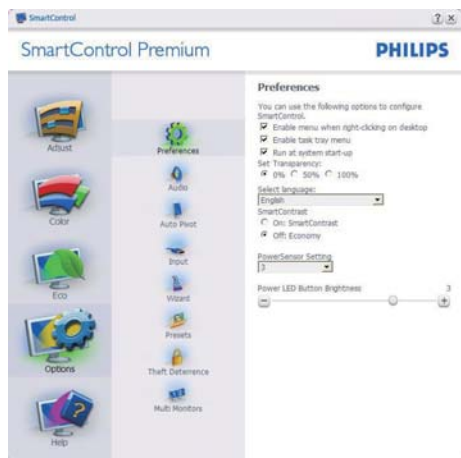 SmartControl
SmartControl Premium
PHILIPS
Adjust
Color
Eco
Options
Help
Preferences
Audio
Auto Pivot
Input
Wizard
Presets
Theft Deterrence
Multi Monitors
Preferences
You can use the following options to configure
SmartControl.
Enable menu when right-clicking on desktop
Enable task tray menu
Run at system start-up
Set Transparency:
0% 50% 100%
Select language:
English
SmartContrast
On: SmartContrast
Off: Economy
PowerSensor Setting
3
Power LED Button Brightness 3